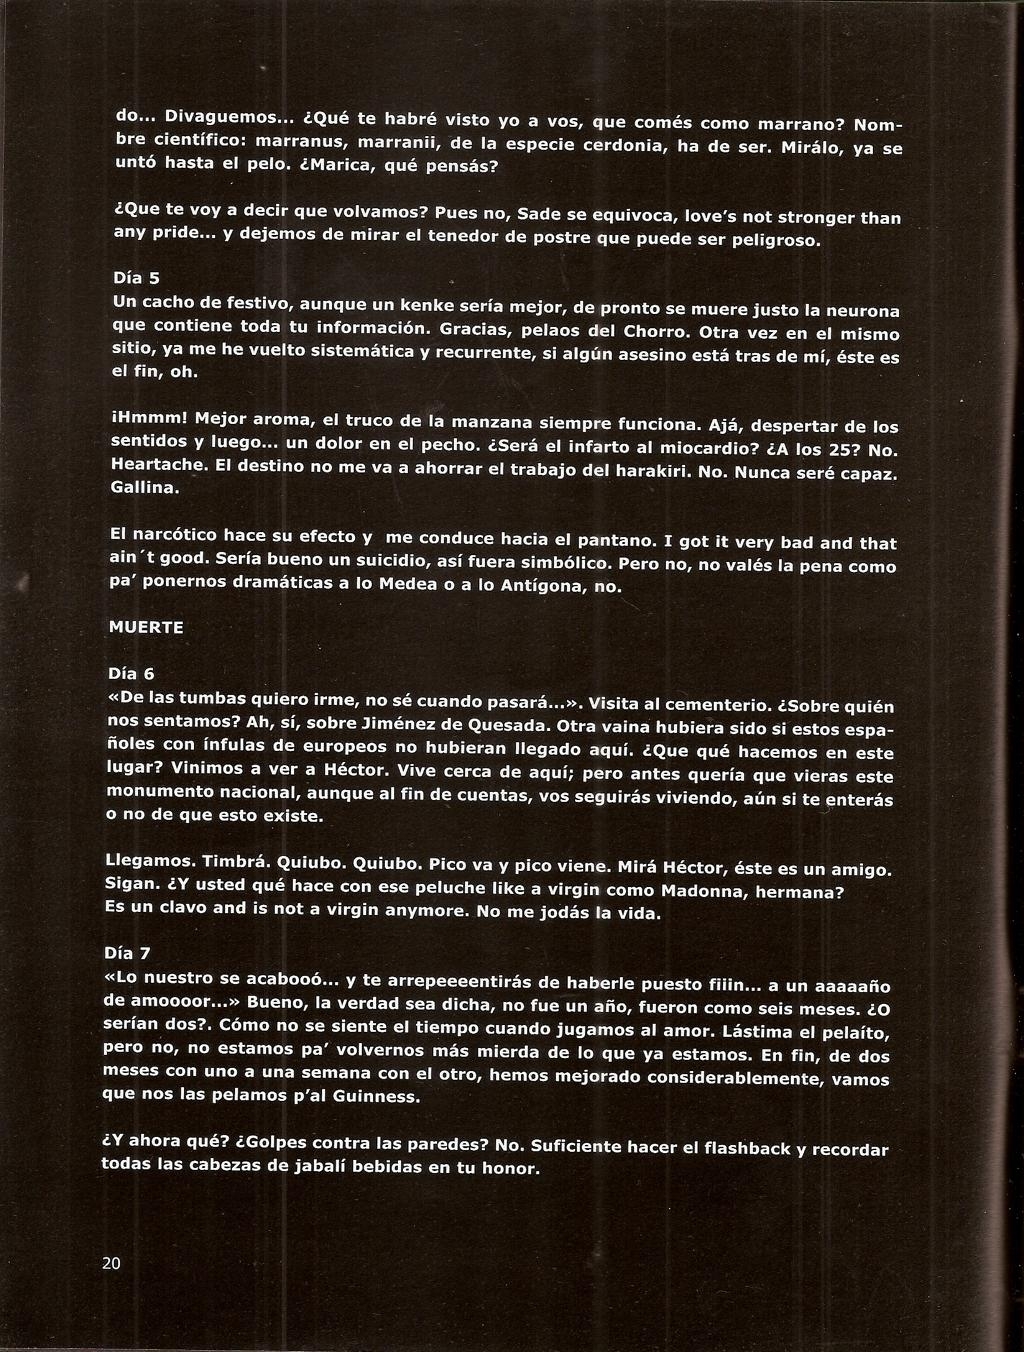 do... Divaguemos... ¿Qué te habré visto yo a vos, que comés como marrano? Nom-
bre científico: marranus, marranii, de la especie cerdonia, ha de ser. Mirálo, ya se
untó hasta el pelo. ¿Marica, qué pensás?
¿Que te voy a decir que volvamos? Pues no, Sade se equivoca, love's not stronger than
any pride... y dejemos de mirar el tenedor de postre que puede ser peligroso.
Día 5
Un cacho de festivo, aunque un kenke sería mejor, de pronto se muere justo la neurona
que contiene toda tu información. Gracias, pelaos del Chorro. Otra vez en el mismo
sitio, ya me he vuelto sistemática y recurrente, si algún asesino está tras de mí, éste es
el fin, oh.
¡Hmmm! Mejor aroma, el truco de la manzana siempre funciona. Ajá, despertar de los
sentidos y luego... un dolor en el pecho. ¿Será el infarto al miocardio? ¿A los 25? No.
Heartache. El destino no me va a ahorrar el trabajo del harakiri. No. Nunca seré capaz.
Gallina.
El narcótico hace su efecto y  me conduce hacia el pantano. I got it very bad and that
ain´t good. Sería bueno un suicidio, así fuera simbólico. Pero no, no valés la pena como
pa' ponernos dramáticas a lo Medea o a lo Antígona, no.
MUERTE
Día 6
«De las tumbas quiero irme, no sé cuando pasará...». Visita al cementerio. ¿Sobre quién
nos sentamos? Ah, sí, sobre Jiménez de Quesada. Otra vaina hubiera sido si estos espa-
ñoles con ínfulas de europeos no hubieran llegado aquí. ¿Que qué hacemos en este
lugar? Vinimos a ver a Héctor. Vive cerca de aquí; pero antes quería que vieras este
monumento nacional, aunque al fin de cuentas, vos seguirás viviendo, aún si te enterás
o no de que esto existe.
Llegamos. Timbrá. Quiubo. Quiubo. Pico va y pico viene. Mirá Héctor, éste es un amigo.
Sigan. ¿Y usted qué hace con ese peluche like a virgin como Madonna, hermana?
Es un clavo and is not a virgin anymore. No me jodás la vida.
Día 7
«Lo nuestro se acabooó... y te arrepeeeentirás de haberle puesto fiiin... a un aaaaaño
de amoooor...» Bueno, la verdad sea dicha, no fue un año, fueron como seis meses. ¿O
serían dos?. Cómo no se siente el tiempo cuando jugamos al amor. Lástima el pelaíto,
pero no, no estamos pa' volvernos más mierda de lo que ya estamos. En fin, de dos
meses con uno a una semana con el otro, hemos mejorado considerablemente, vamos
que nos las pelamos p'al Guinness.
¿Y ahora qué? ¿Golpes contra las paredes? No. Suficiente hacer el flashback y recordar
todas las cabezas de jabalí bebidas en tu honor.
20